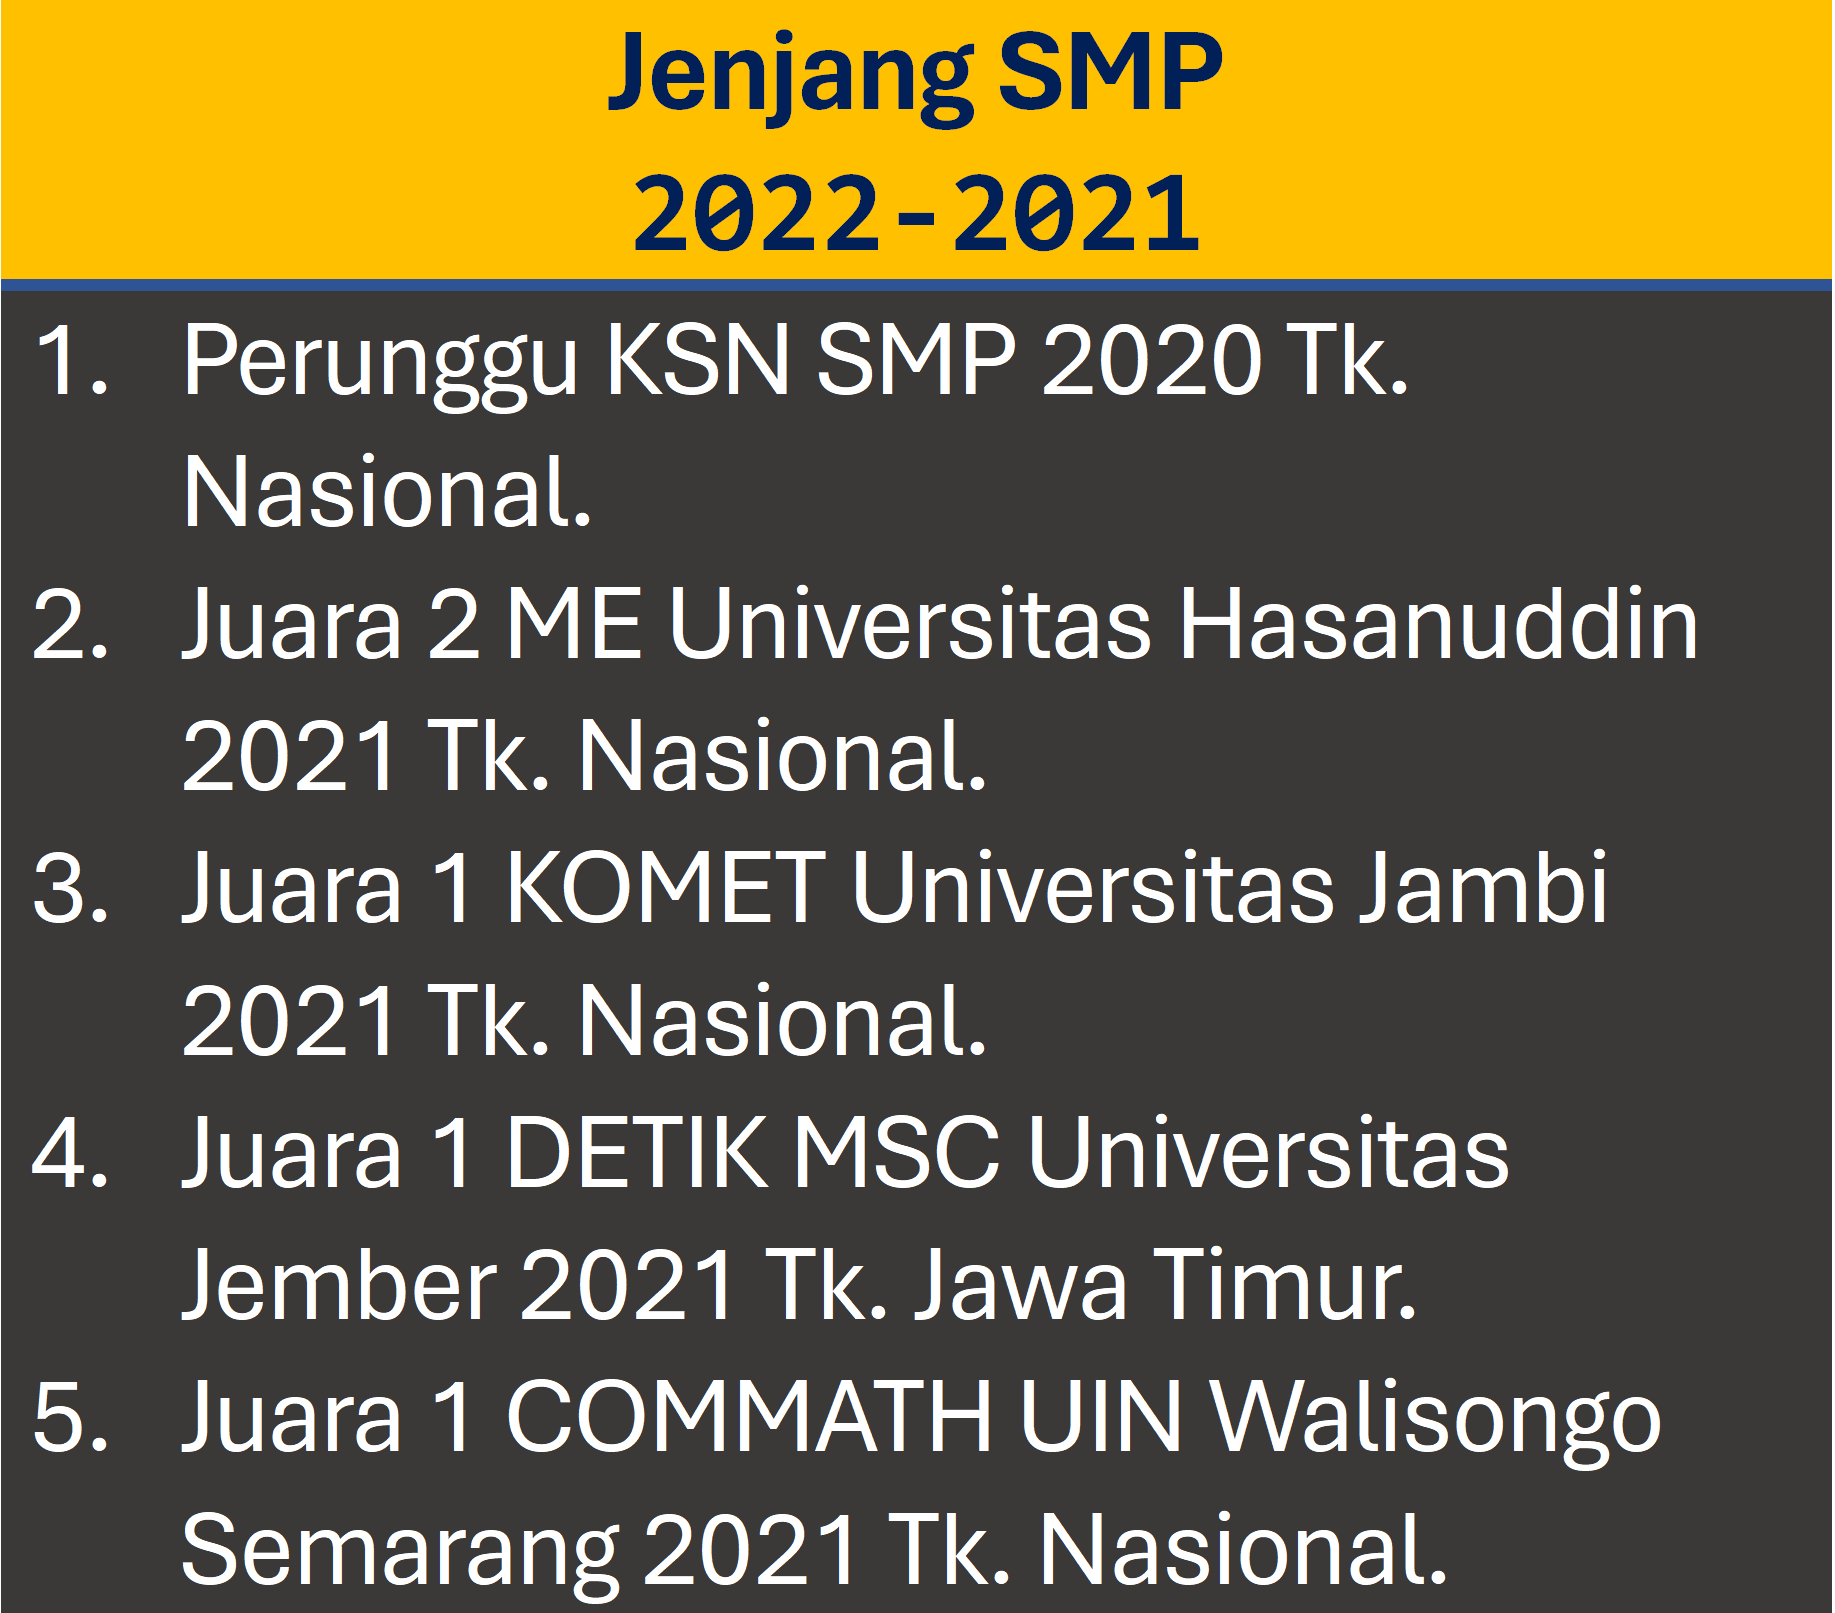 Jenjang SMP
2022-2021
1. Perunggu KSN SMP 2020 Tk.
Nasional.
2. Juara 2 ME Universitas Hasanuddin
2021 Tk. Nasional.
3. Juara 1 KOMET Universitas Jambi
2021 Tk. Nasional.
4. Juara 1 DETIK MSC Universitas
Jember 2021 Tk. Jawa Timur.
5. Juara 1 COMMATH UIN Walisongo
Semarang 2021 Tk. Nasional.